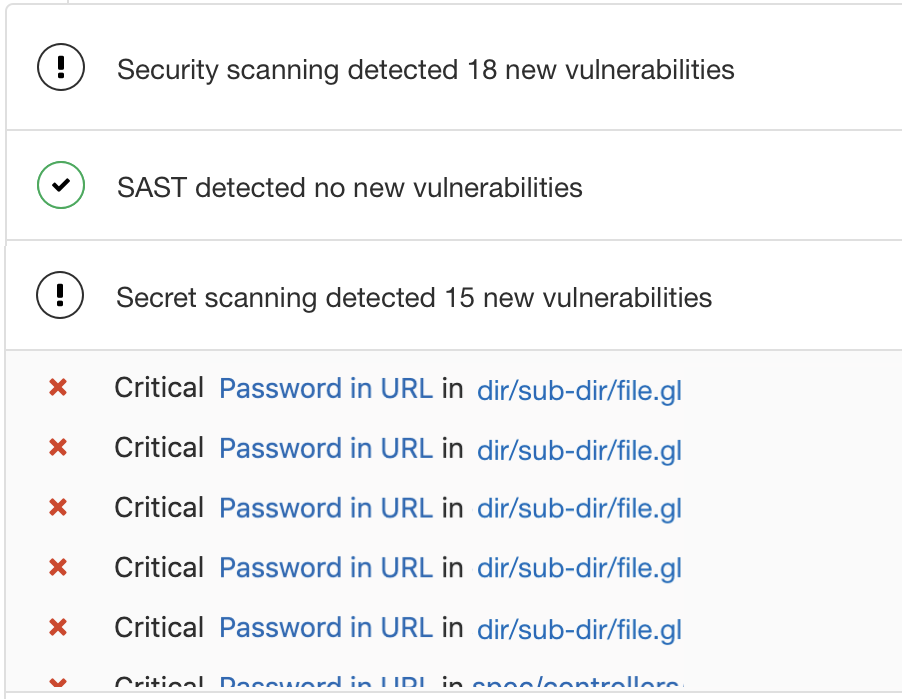 Security scanning detected 18 new vulnerabilities
SAST detected no new vulnerabilities
Secret scanning detected 15 new vulnerabilities
Critical Password in URL in dir/sub-dir/file.gl
Critical Password in URL in dir/sub-dir/file.gl
Critical Password in URL in dir/sub-dir/file.gl
Critical Password in URL in dir/sub-dir/file.gl
Critical Password in URL in dir/sub-dir/file.gl
Critical Password in URL in spec/controllers